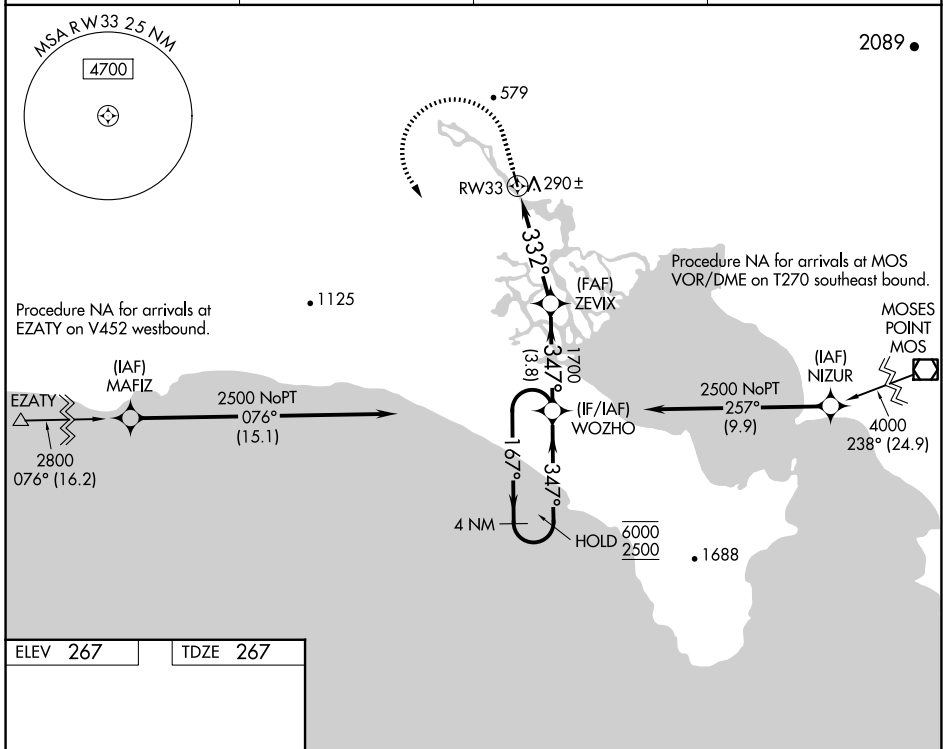 MSA RW33 25 NM
4700
2089
579
RW33
290±
332°
Procedure NA for arrivals at MOS
VOR/DME on T270 southeast bound.
(FAF)
ZEVIX
1125
Procedure NA for arrivals at
EZATY on V452 westbound.
MOSES
POINT
MOS
(IAF)
MAFIZ
347°
1700
(3.8)
(IAF)
NIZUR
EZATY
2500 NoPT
076°
(15.1)
2500 NoPT
257°
(9.9)
(IF/IAF)
WOZHO
2800
076° (16.2)
4000
238° (24.9)
167°
347°
4 NM
HOLD
6000
2500
1688
ELEV 267
TDZE 267